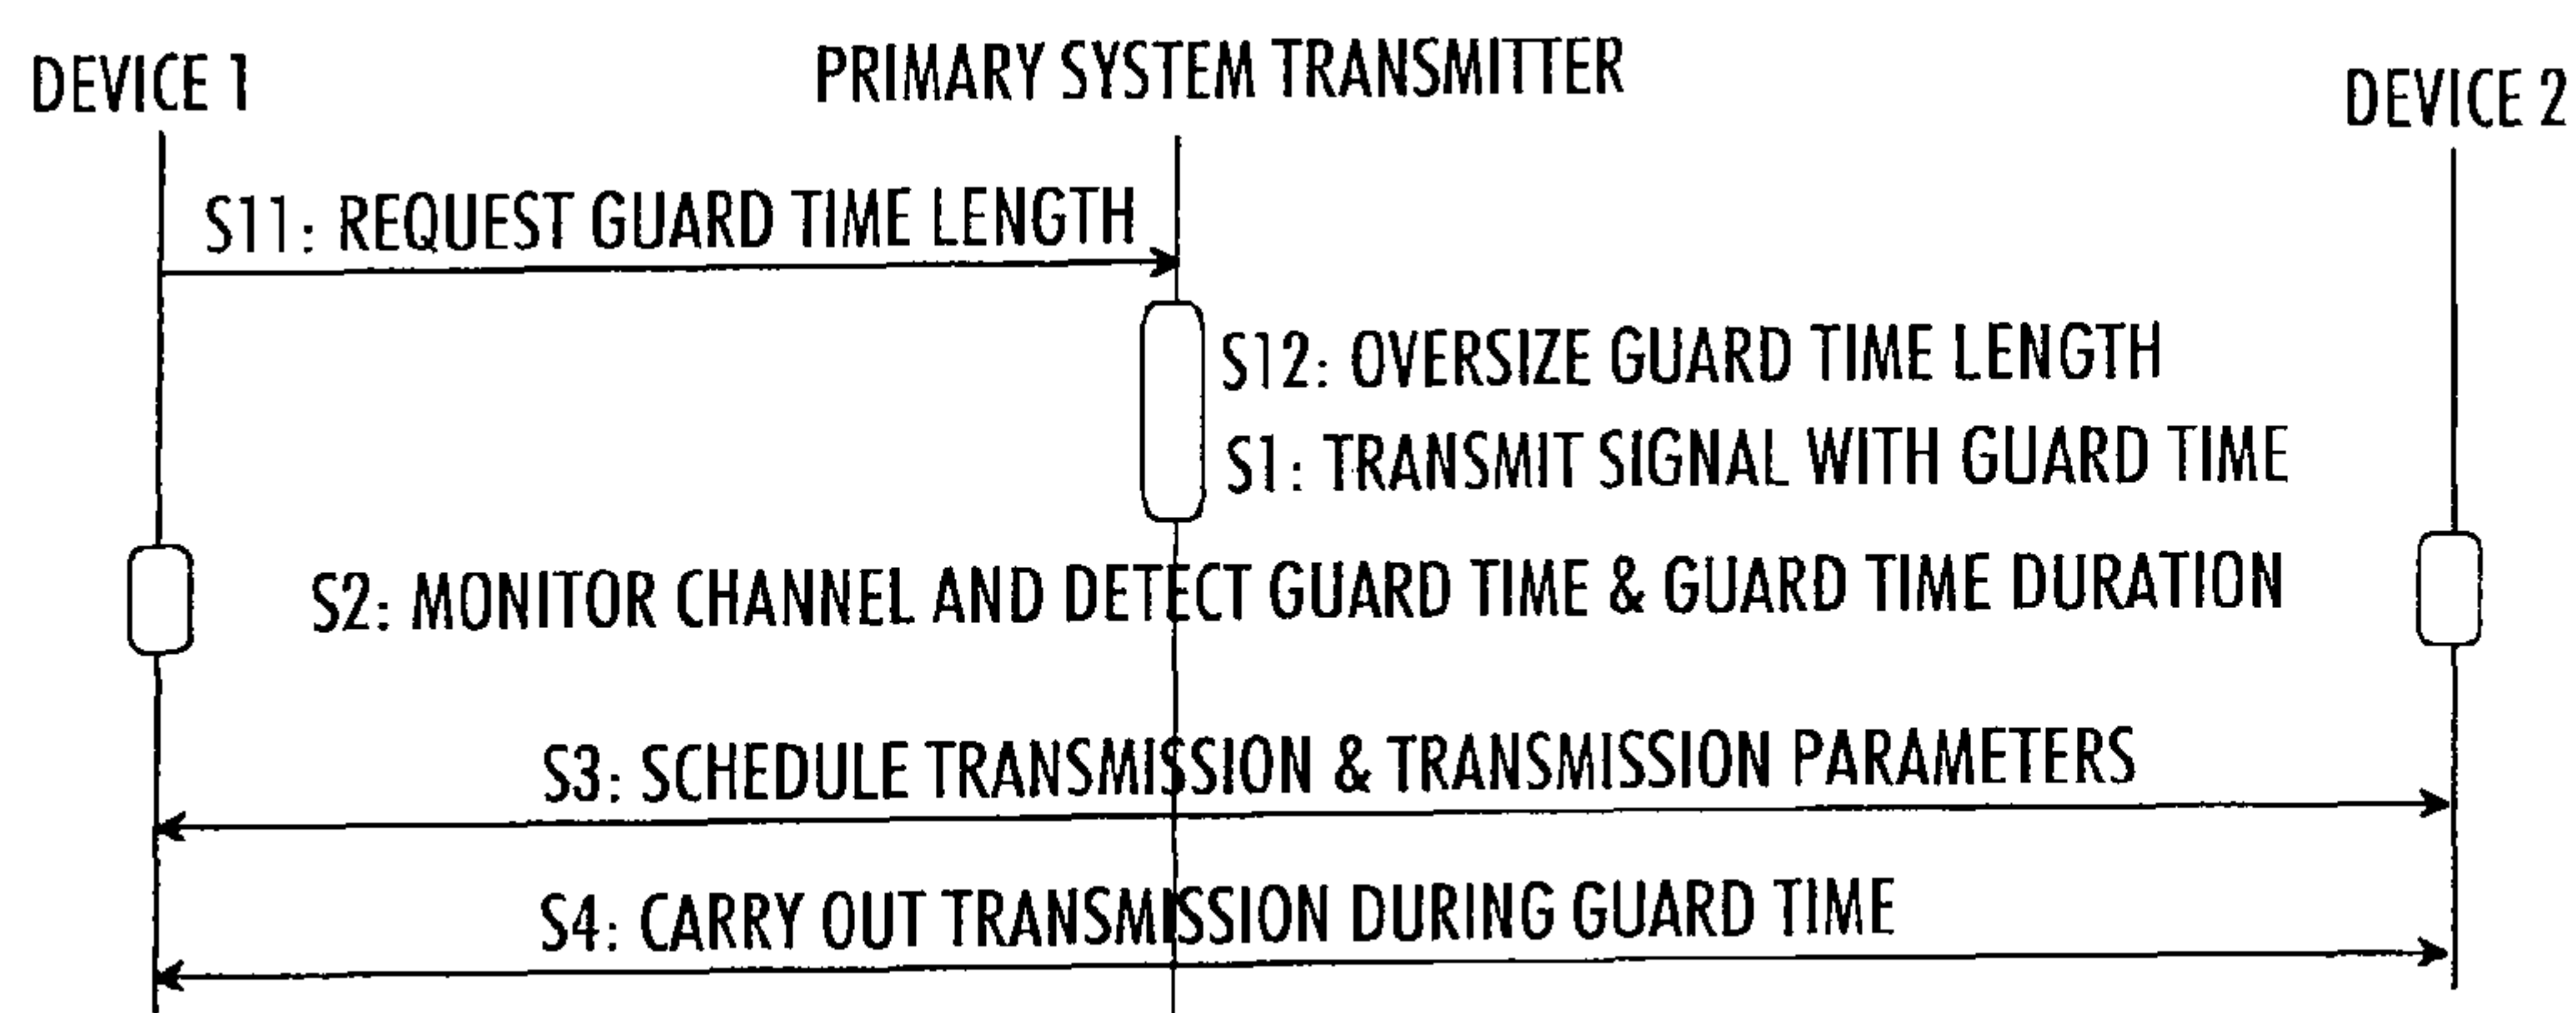 DEVICE 1
PRIMARY SYSTEM TRANSMITTER
DEVICE 2
S11: REQUEST GUARD TIME LENGTH
S12: OVERSIZE GUARD TIME LENGTH
S1: TRANSMIT SIGNAL WITH GUARD TIME
S2: MONITOR CHANNEL AND DETECT GUARD TIME & GUARD TIME DURATION
S3: SCHEDULE TRANSMISSION & TRANSMISSION PARAMETERS
S4: CARRY OUT TRANSMISSION DURING GUARD TIME